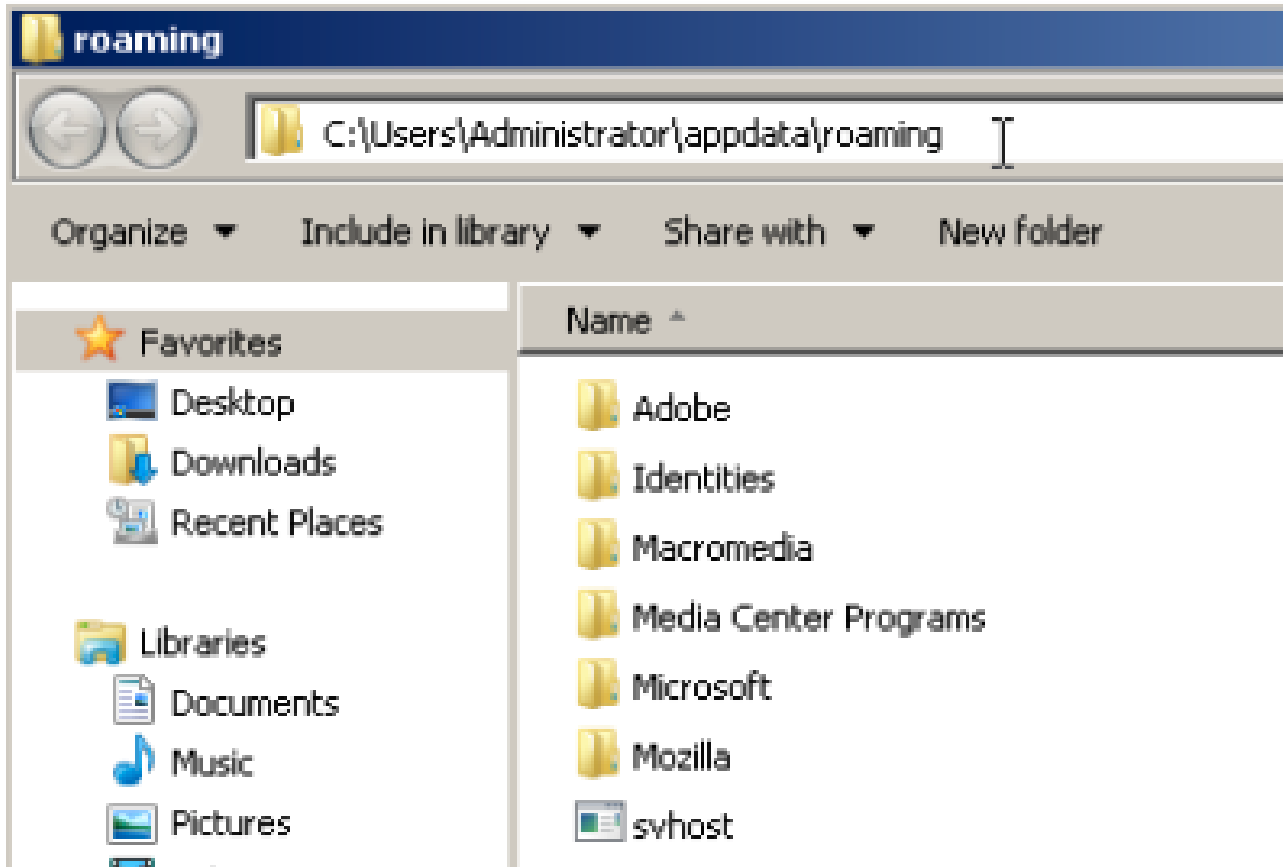 roaming
C:\Users\Administrator\appdata\roaming
Organize Include in library Share with New folder
Favorites
Desktop
Downloads
Recent Places
Libraries
Documents
Music
Pictures
Name
Adobe
Identities
Macromedia
Media Center Programs
Microsoft
Mozilla
svhost